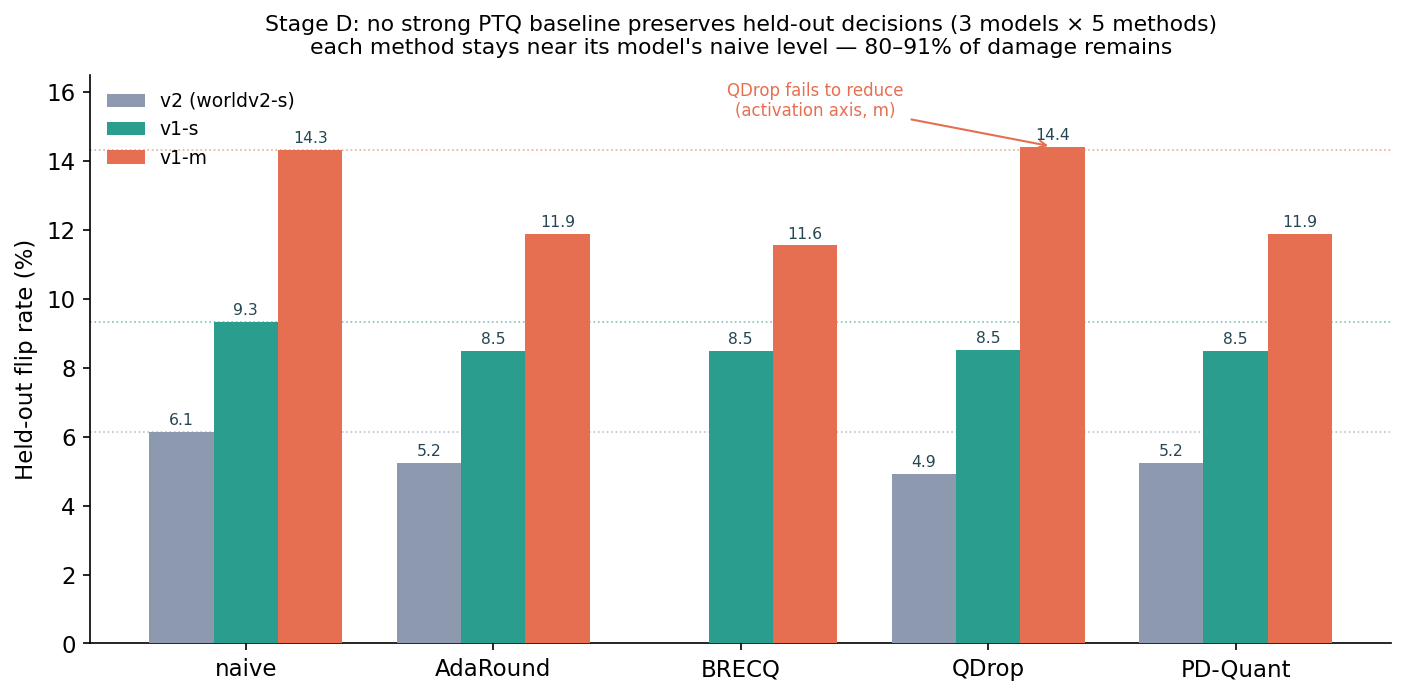 Stage D: no strong PTQ baseline preserves held-out decisions (3 models × 5 methods)
each method stays near its model's naive level — 80–91% of damage remains
Held-out flip rate (%)
16
14
12
10
8
6
4
2
0
v2 (worldv2-s)
v1-s
v1-m
QDrop fails to reduce
(activation axis, m)
6.1
9.3
14.3
5.2
8.5
11.9
8.5
11.6
4.9
8.5
14.4
5.2
8.5
11.9
naive
AdaRound
BRECQ
QDrop
PD-Quant